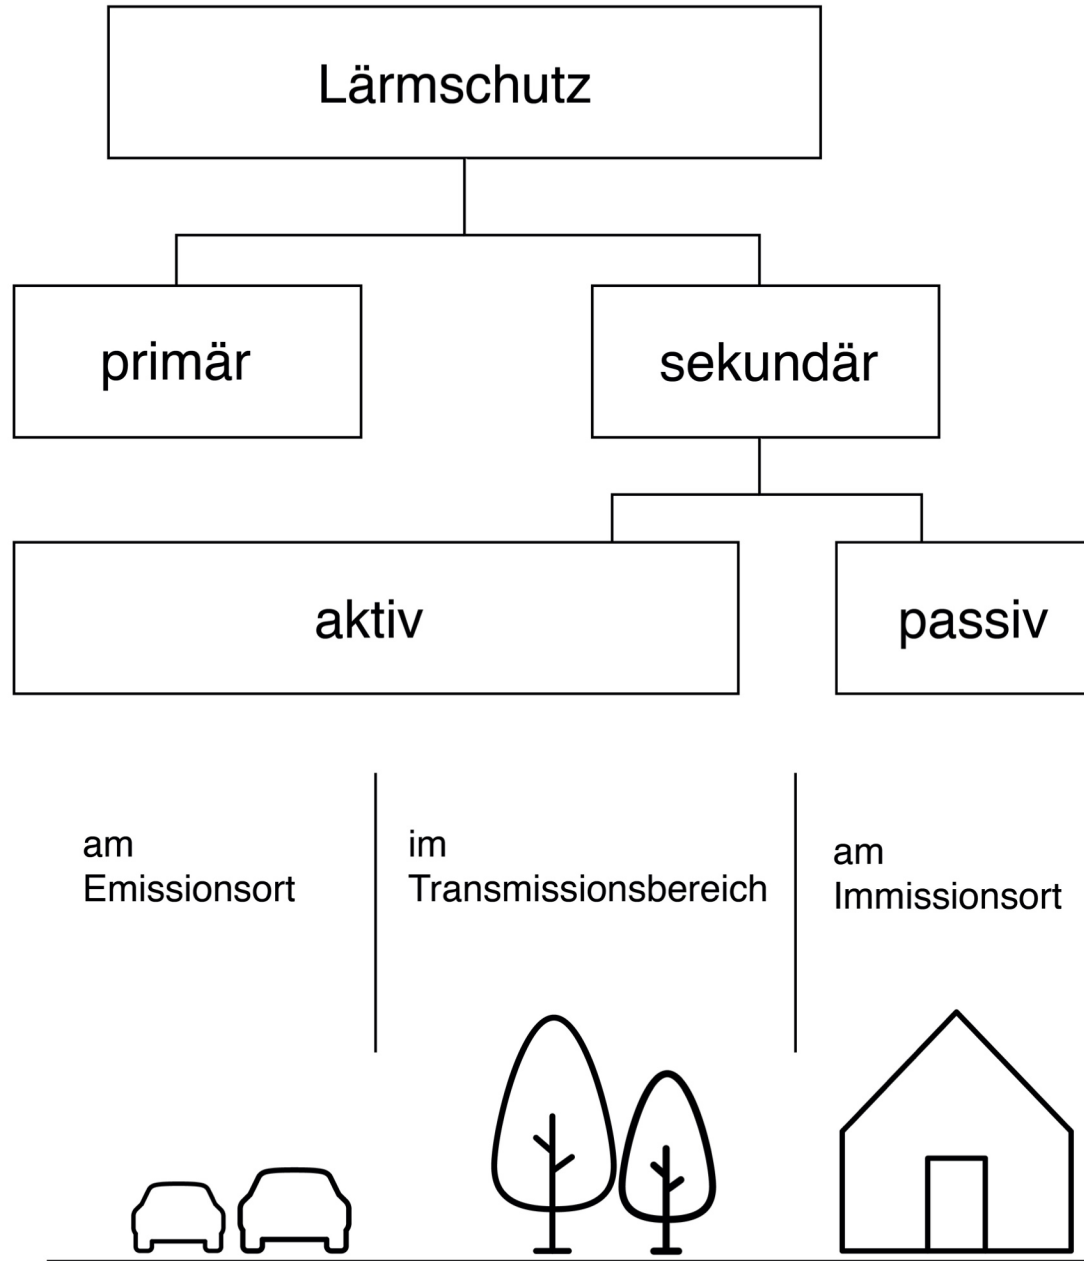 Lärmschutz
primär
sekundär
aktiv
passiv
am
Emissionsort
im
Transmissionsbereich
am
Immissionsort